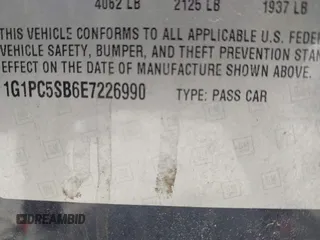 4062 LB 2125 LB 1937 LB
THIS VEHICLE CONFORMS TO ALL APPLICABLE U.S. FEDER
VEHICLE SAFETY, BUMPER, AND THEFT PREVENTION STAN
EFFECT ON THE DATE OF MANUFACTURE SHOWN ABOVE.
1G1PC5SB6E7226990 TYPE: PASS CAR
DREAMBID